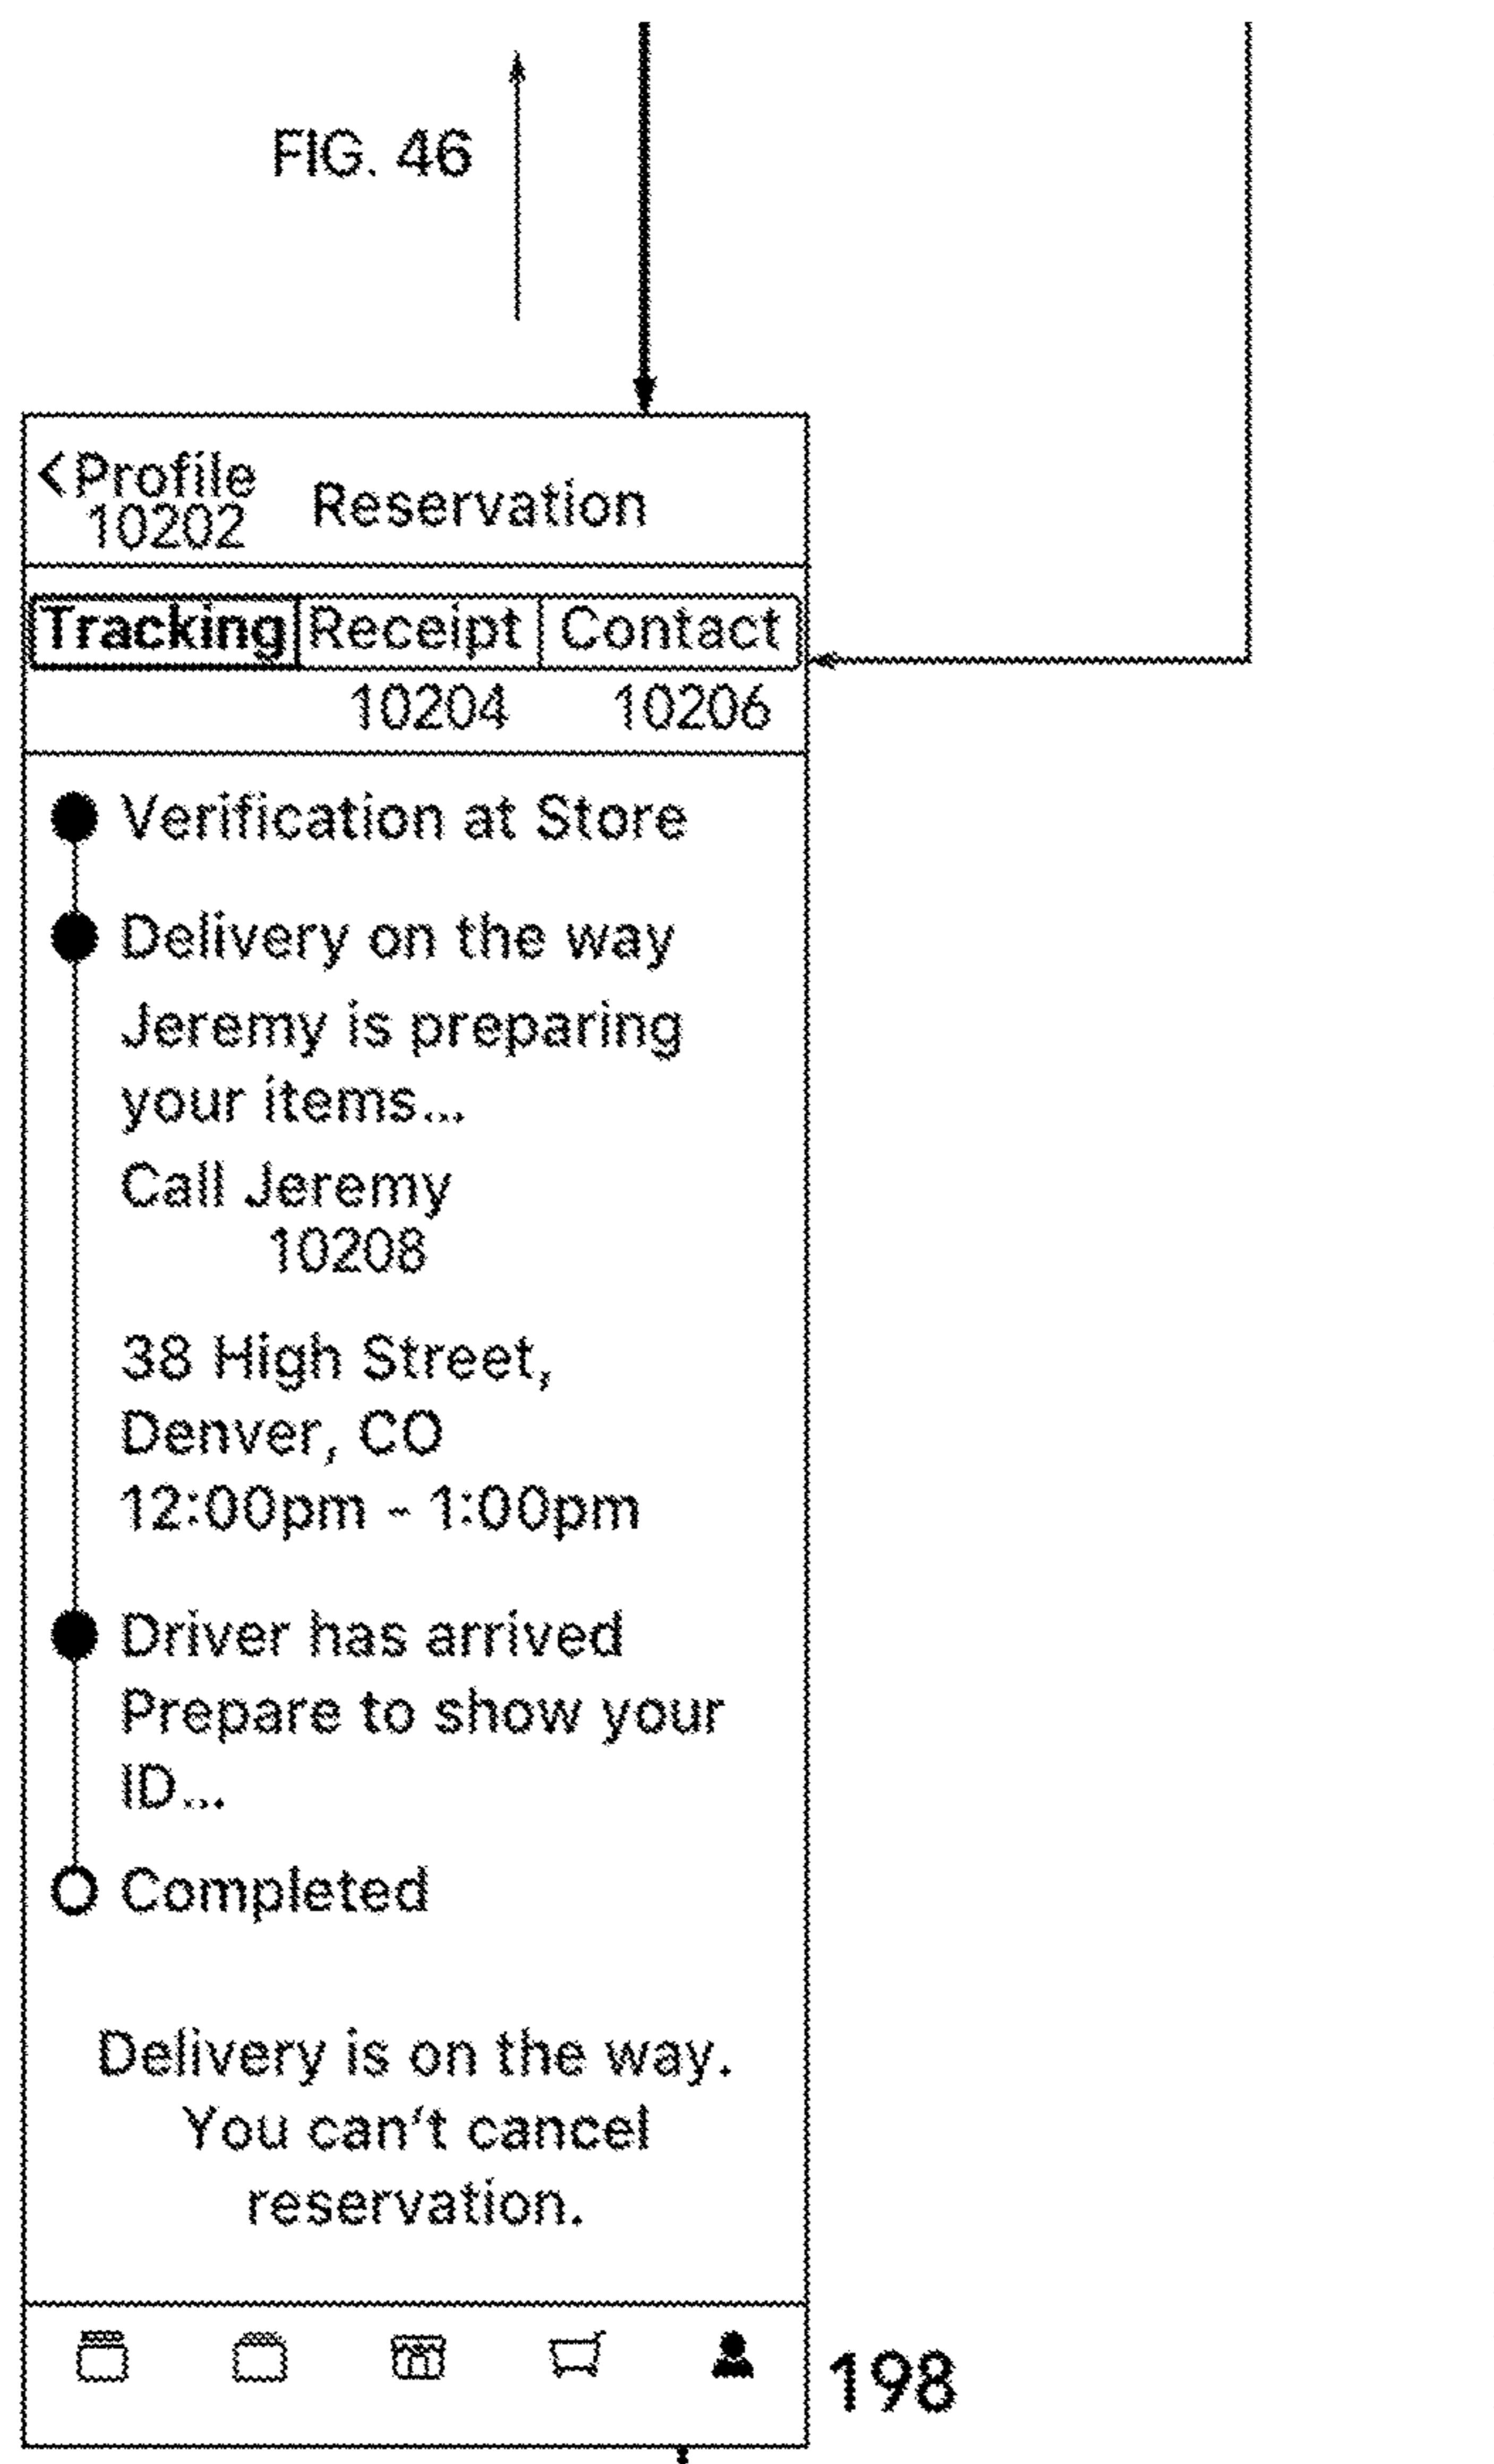 FIG. 46
<Profile
10202
Reservation
Tracking Receipt Contact
10204 10206
Verification at Store
Delivery on the way
Jeremy is preparing
your items...
Call Jeremy
10208
38 High Street,
Denver, CO
12:00pm - 1:00pm
Driver has arrived
Prepare to show your
ID...
Completed
Delivery is on the way.
You can't cancel
reservation.
198